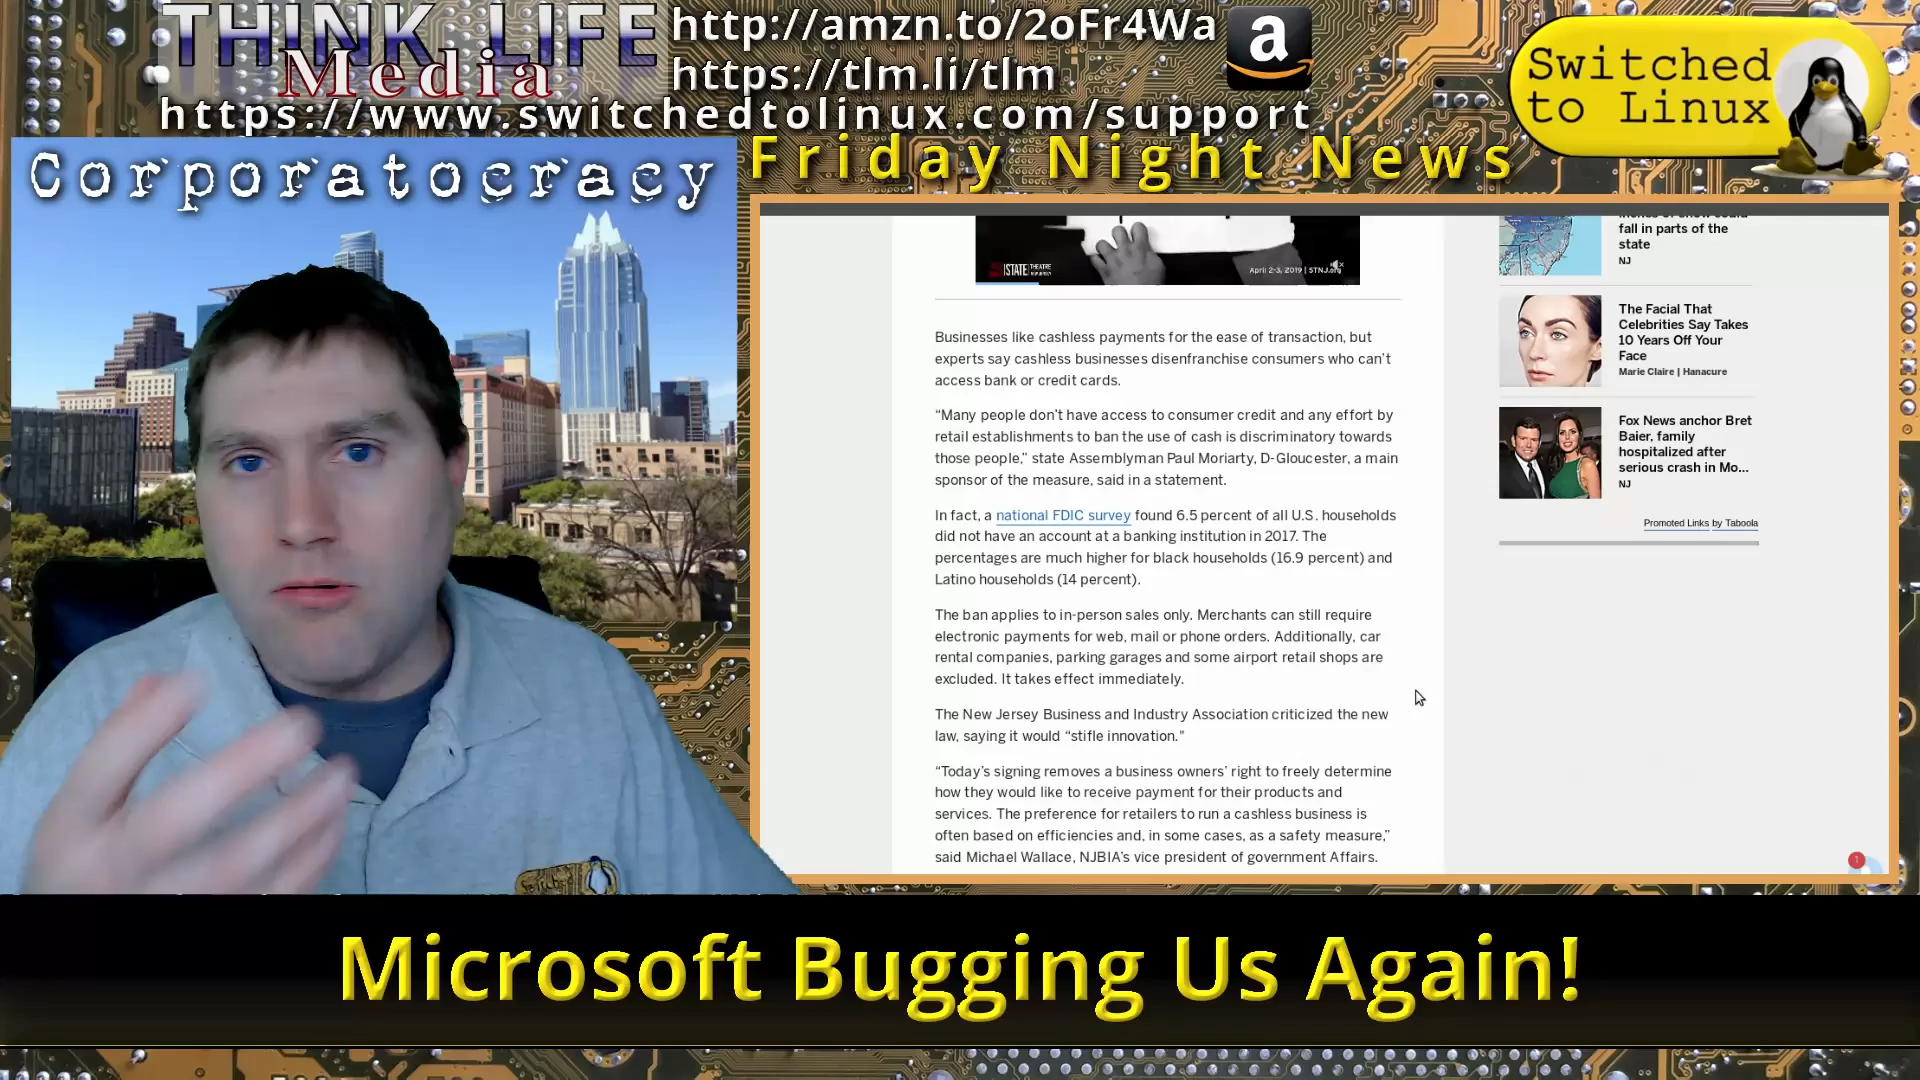 THINK LIFE
Media
http://amzn.to/2oFr4Wa
https://tlm.li/tlm
https://www.switchedtolinux.com/support
a
Switched
to Linux
Corporatocracy
Friday Night News
STATE THEATRE
April 2-3, 2019 | STNJ.org
Businesses like cashless payments for the ease of transaction, but
experts say cashless businesses disenfranchise consumers who can’t
access bank or credit cards.
“Many people don’t have access to consumer credit and any effort by
retail establishments to ban the use of cash is discriminatory towards
those people,” state Assemblyman Paul Moriarty, D-Gloucester, a main
sponsor of the measure, said in a statement.
In fact, a national FDIC survey found 6.5 percent of all U.S. households
did not have an account at a banking institution in 2017. The
percentages are much higher for black households (16.9 percent) and
Latino households (14 percent).
The ban applies to in-person sales only. Merchants can still require
electronic payments for web, mail or phone orders. Additionally, car
rental companies, parking garages and some airport retail shops are
excluded. It takes effect immediately.
The New Jersey Business and Industry Association criticized the new
law, saying it would “stifle innovation."
“Today’s signing removes a business owners’ right to freely determine
how they would like to receive payment for their products and
services. The preference for retailers to run a cashless business is
often based on efficiencies and, in some cases, as a safety measure,”
said Michael Wallace, NJBIA’s vice president of government Affairs.
inches of snow could
fall in parts of the
state
NJ
The Facial That
Celebrities Say Takes
10 Years Off Your
Face
Marie Claire | Hanacure
Fox News anchor Bret
Baier, family
hospitalized after
serious crash in Mo...
NJ
Promoted Links by Taboola
1
Microsoft Bugging Us Again!